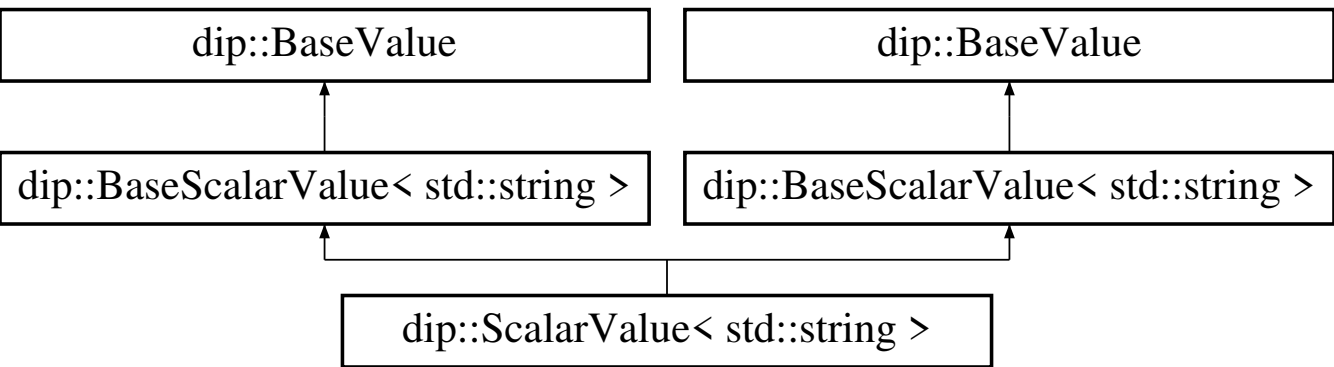 dip::BaseValue
dip::BaseValue
dip::BaseScalarValue< std::string >
dip::BaseScalarValue< std::string >
dip::ScalarValue< std::string >